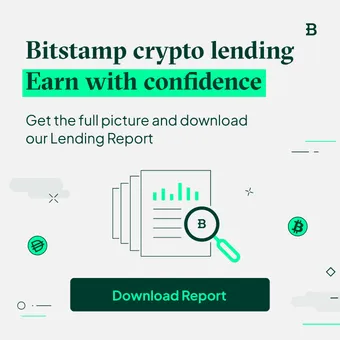 Bitstamp crypto lending
Earn with confidence
Get the full picture and download
our Lending Report
B
Download Report